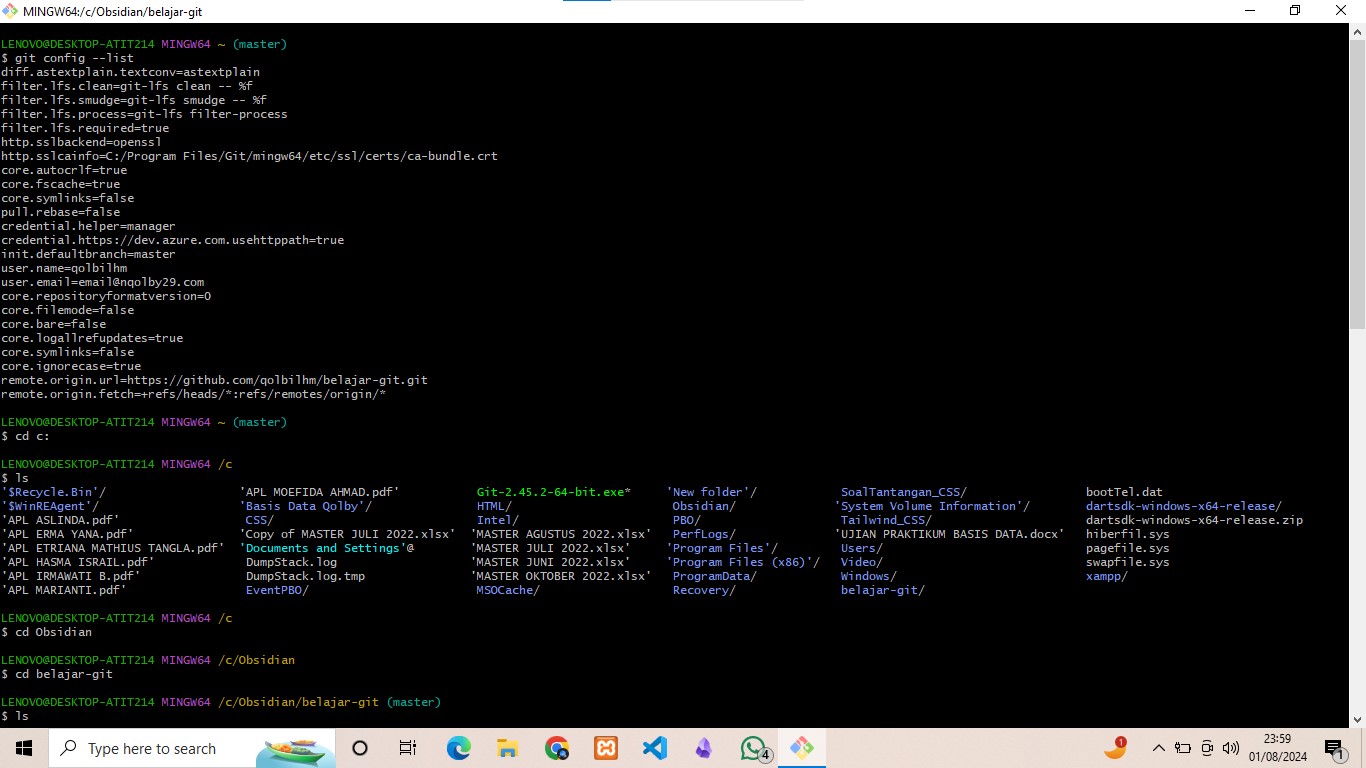 MINGW64:/c/Obsidian/belajar-git
LENOVO@DESKTOP-ATIT214 MINGW64 ~ (master)
$ git config --list
diff.astextplain.textconv=astextplain
filter.lfs.clean=git-lfs clean -- %f
filter.lfs.smudge=git-lfs smudge -- %f
filter.lfs.process=git-lfs filter-process
filter.lfs.required=true
http.sslbackend=openssl
http.sslcainfo=C:/Program Files/Git/mingw64/etc/ssl/certs/ca-bundle.crt
core.autocrlf=true
core.fscache=true
core.symlinks=false
pull.rebase=false
credential.helper=manager
credential.https://dev.azure.com.usehttppath=true
init.defaultbranch=master
user.name=qolbilhm
user.email=email@nqolby29.com
core.repositoryformatversion=0
core.filemode=false
core.bare=false
core.logallrefupdates=true
core.symlinks=false
core.ignorecase=true
remote.origin.url=https://github.com/qolbilhm/belajar-git.git
remote.origin.fetch=+refs/heads/*:refs/remotes/origin/*
LENOVO@DESKTOP-ATIT214 MINGW64 ~ (master)
$ cd c:
LENOVO@DESKTOP-ATIT214 MINGW64 /c
$ ls
'$Recycle.Bin'/ 'APL MOEFIDA AHMAD.pdf' Git-2.45.2-64-bit.exe* 'New folder'/ SoalTantangan_CSS/ bootTel.dat
'$WinREAgent'/ 'Basis Data Qolby'/ HTML/ Obsidian/ 'System Volume Information'/ dartsdk-windows-x64-release/
'APL ASLINDA.pdf' CSS/ Intel/ PBO/ Tailwind_CSS/ dartsdk-windows-x64-release.zip
'APL ERMA YANA.pdf' 'Copy of MASTER JULI 2022.xlsx' 'MASTER AGUSTUS 2022.xlsx' PerfLogs/ 'UJIAN PRAKTIKUM BASIS DATA.docx' hiberfil.sys
'APL ETRIANA MATHIUS TANGLA.pdf' 'Documents and Settings'@ 'MASTER JULI 2022.xlsx' 'Program Files'/ Users/ pagefile.sys
'APL HASMA ISRAIL.pdf' DumpStack.log 'MASTER JUNI 2022.xlsx' 'Program Files (x86)'/ Video/ swapfile.sys
'APL IRMAWATI B.pdf' DumpStack.log.tmp 'MASTER OKTOBER 2022.xlsx' ProgramData/ Windows/ xampp/
'APL MARIANTI.pdf' EventPBO/ MSOCache/ Recovery/ belajar-git/
LENOVO@DESKTOP-ATIT214 MINGW64 /c
$ cd Obsidian
LENOVO@DESKTOP-ATIT214 MINGW64 /c/Obsidian
$ cd belajar-git
LENOVO@DESKTOP-ATIT214 MINGW64 /c/Obsidian/belajar-git (master)
$ ls
Type here to search
4
1
23:59
01/08/2024
1